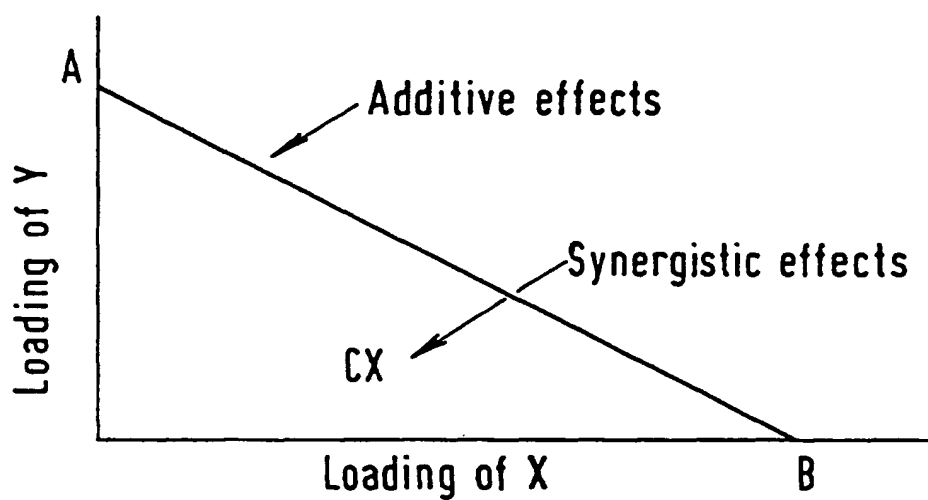 A
Additive effects
Loading of Y
Synergistic effects
CX
Loading of X
B